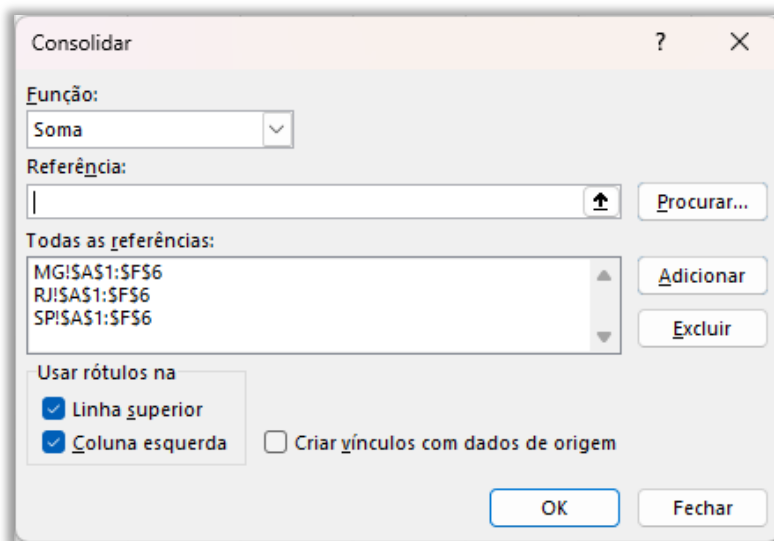 Consolidar
Função:
Soma
Referência:
Procurar...
Todas as referências:
MG!$A$1:$F$6
RJ!$A$1:$F$6
SP!$A$1:$F$6
Adicionar
Excluir
Usar rótulos na
Linha superior
Coluna esquerda
Criar vínculos com dados de origem
OK
Fechar